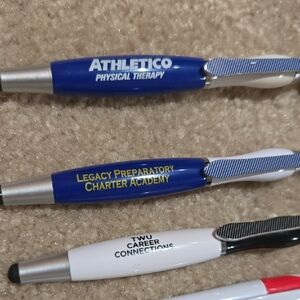 ATHLETICO
PHYSICAL THERAPY
LEGACY PREPARATORY
CHARTER ACADEMY
TWU
CAREER
CONNECTIONS